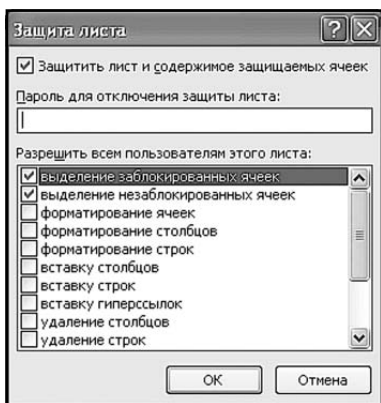 Защита листа
Защитить лист и содержимое защищаемых ячеек
Пароль для отключения защиты листа:
Разрешить всем пользователям этого листа:
выделение заблокированных ячеек
выделение незаблокированных ячеек
форматирование ячеек
форматирование столбцов
форматирование строк
вставку столбцов
вставку строк
вставку гиперссылок
удаление столбцов
удаление строк
ОК Отмена